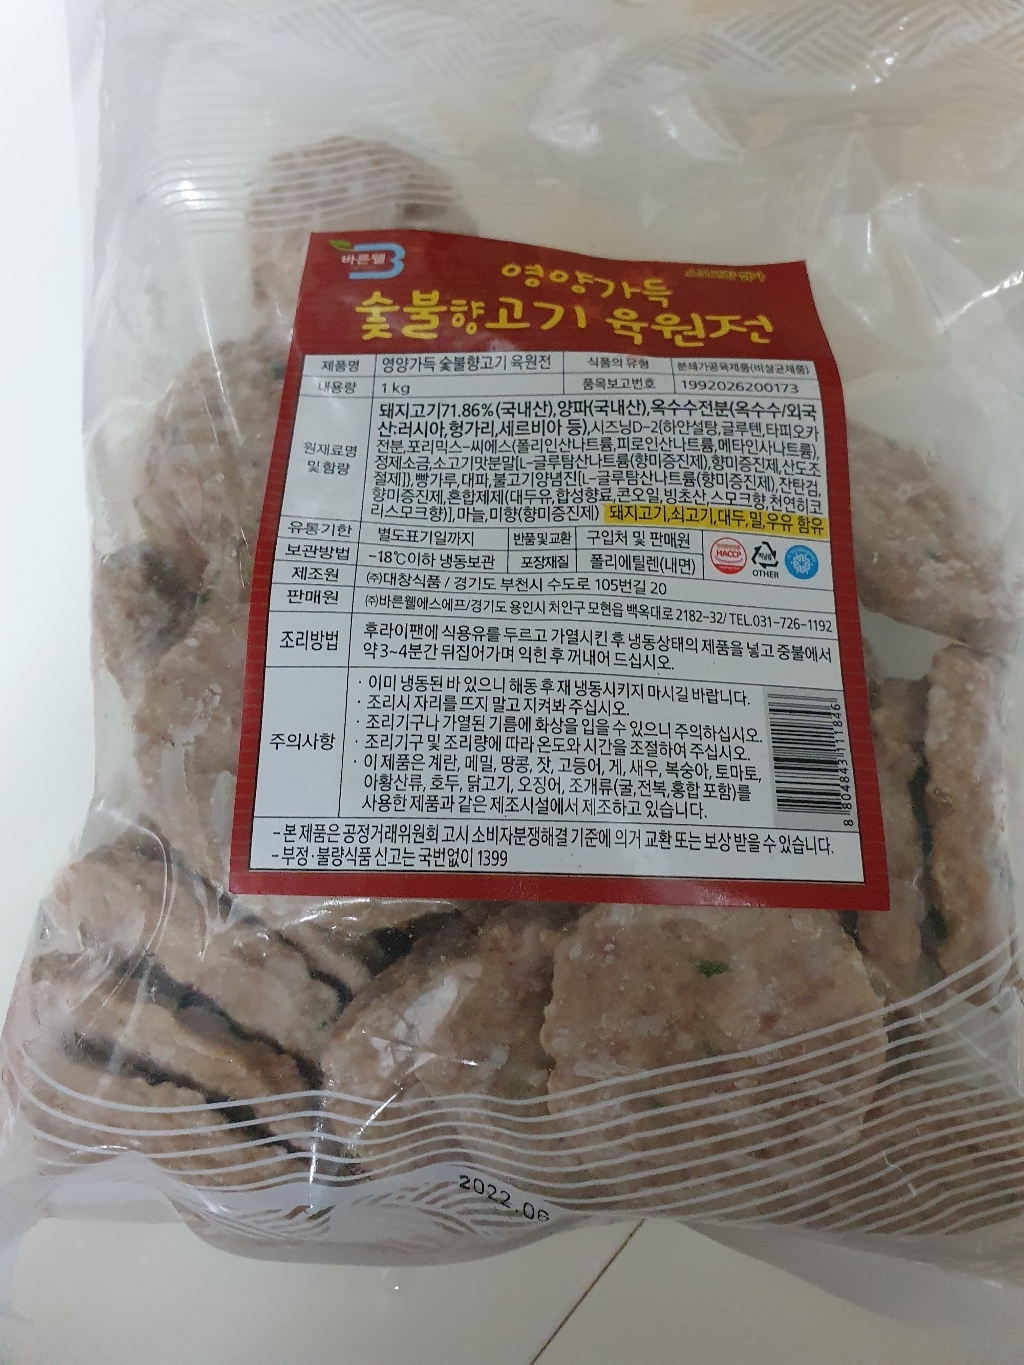 바른웰
영양가득
숯불향고기 육원전
제품명 영양가득 숯불향고기 육원전 식품의 유형 분쇄가공육제품(비살균제품)
내용량 1 kg 품목보고번호 1992026200173
원재료명 및 함량
돼지고기71.86%(국내산),양파(국내산),옥수수전분(옥수수/외국
산:러시아,헝가리,세르비아 등),시즈닝D-2{하얀설탕,글루텐,타피오카
전분,포리믹스-씨에스(폴리인산나트륨,피로인산나트륨,메타인산나트륨),
정제소금,소고기맛분말[L-글루탐산나트륨(향미증진제),향미증진제,산도조
절제]},빵가루,대파,불고기양념진[L-글루탐산나트륨(향미증진제),잔탄검,
향미증진제,혼합제제(대두유,합성향료,콘오일,빙초산,스모크향,천연히코
리스모크향)],마늘,미향(향미증진제) 돼지고기,쇠고기,대두,밀,우유 함유
유통기한 별도표기일까지 반품및교환 구입처 및 판매원
보관방법 -18℃이하 냉동보관 포장재질 폴리에틸렌(내면)
HACCP
OTHER
제조원 ㈜대창식품 / 경기도 부천시 수도로 105번길 20
판매원 ㈜바른웰에스에프/경기도 용인시 처인구 모현읍 백옥대로 2182-32/ TEL.031-726-1192
조리방법 후라이팬에 식용유를 두르고 가열시킨 후 냉동상태의 제품을 넣고 중불에서
약 3~4분간 뒤집어가며 익힌 후 꺼내어 드십시오.
주의사항
· 이미 냉동된 바 있으니 해동 후 재 냉동시키지 마시길 바랍니다.
· 조리시 자리를 뜨지 말고 지켜봐 주십시오.
· 조리기구나 가열된 기름에 화상을 입을 수 있으니 주의하십시오.
· 조리기구 및 조리량에 따라 온도와 시간을 조절하여 주십시오.
· 이 제품은 계란, 메밀, 땅콩, 잣, 고등어, 게, 새우, 복숭아, 토마토,
아황산류, 호두, 닭고기, 오징어, 조개류(굴,전복,홍합 포함)를
사용한 제품과 같은 제조시설에서 제조하고 있습니다.
8 804843 111846
- 본 제품은 공정거래위원회 고시 소비자분쟁해결 기준에 의거 교환 또는 보상 받을 수 있습니다.
- 부정·불량식품 신고는 국번없이 1399
2022.06